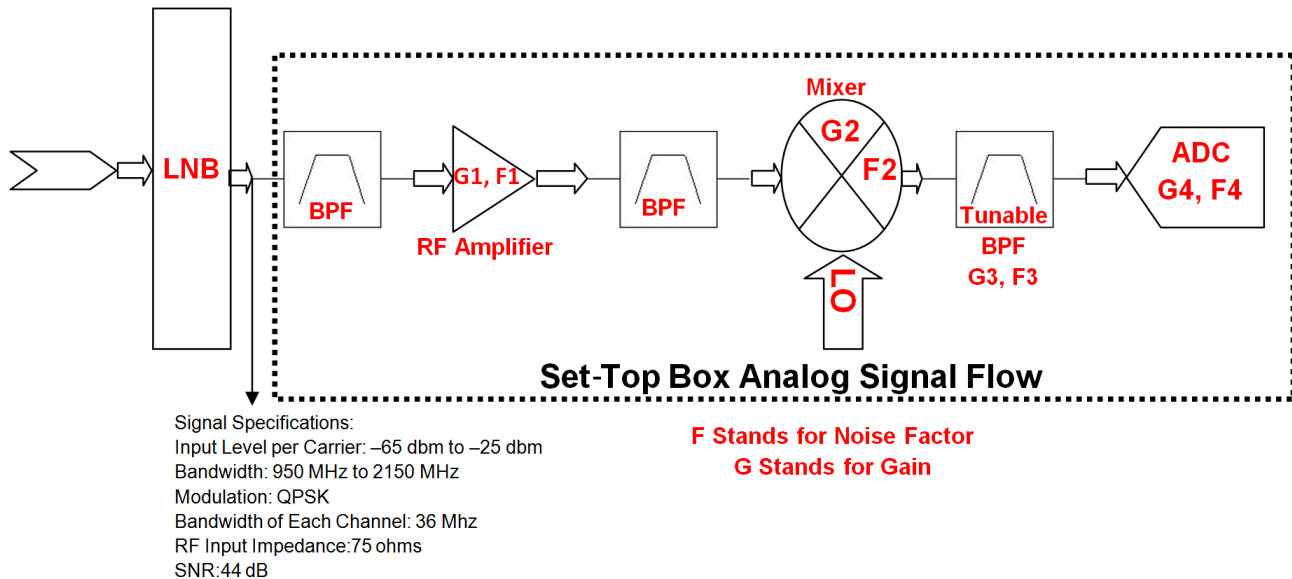 LNB
BPF
G1, F1
RF Amplifier
BPF
Mixer
G2
F2
LO
Tunable
BPF
G3, F3
ADC
G4, F4
Set-Top Box Analog Signal Flow
Signal Specifications:
Input Level per Carrier: –65 dbm to –25 dbm
Bandwidth: 950 MHz to 2150 MHz
Modulation: QPSK
Bandwidth of Each Channel: 36 Mhz
RF Input Impedance:75 ohms
SNR:44 dB
F Stands for Noise Factor
G Stands for Gain